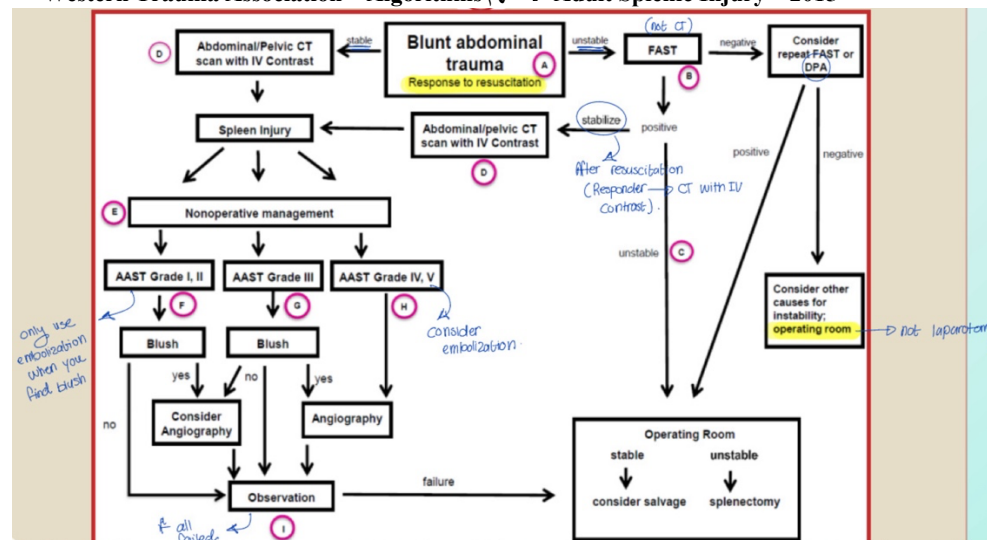 Western Trauma Association - Algorithms
Adult Splenic Injury - 2015
(not CT)
D
Abdominal/Pelvic CT
scan with IV Contrast
stable
Blunt abdominal
trauma
A
Response to resuscitation
unstable
FAST
B
negative
Consider
repeat FAST or
DPA
Spleen Injury
Abdominal/pelvic CT
scan with IV Contrast
D
stabilize
positive
After resuscitation
(Responder → CT with IV
contrast).
positive
negative
E
Nonoperative management
unstable
C
AAST Grade I, II
AAST Grade III
AAST Grade IV, V
F
G
H
only use
embolization
when you
find blush
Consider
embolization.
Consider other
causes for
instability;
operating room
→ not laparotom
Blush
Blush
yes
no
yes
no
Consider
Angiography
Angiography
Operating Room
stable
unstable
consider salvage
splenectomy
Observation
failure
I
all